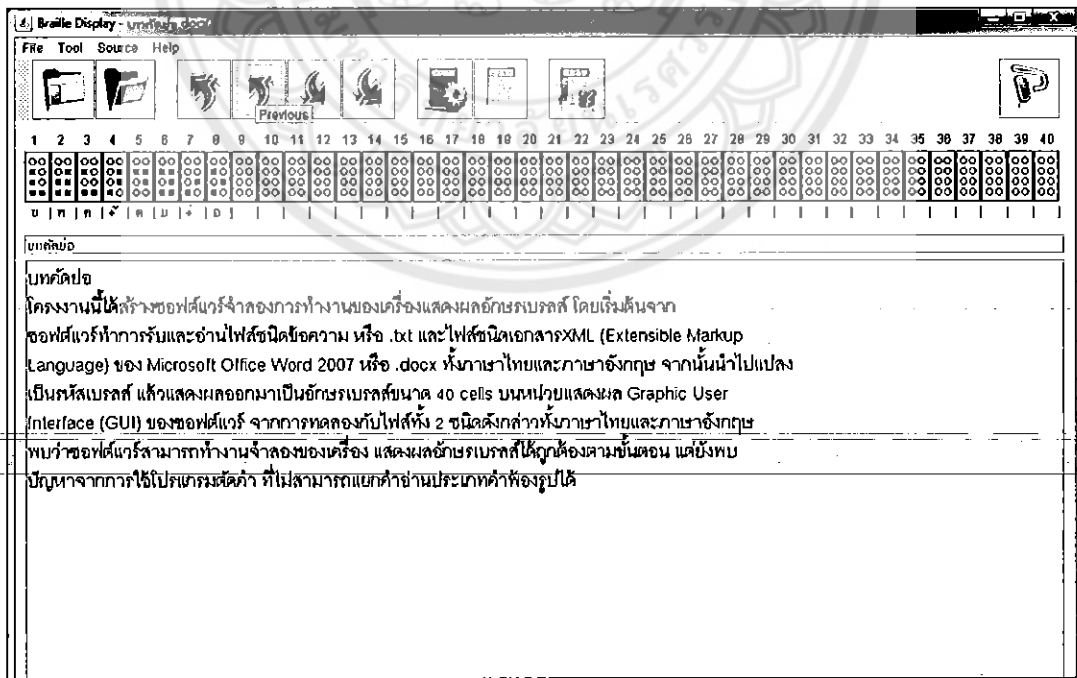 Braille Display - บทคัดย่อ.docx
File Tool Source Help
Previous
1 2 3 4 5 6 7 8 9 10 11 12 13 14 15 16 17 18 19 20 21 22 23 24 25 26 27 28 29 30 31 32 33 34 35 36 37 38 39 40
บทคัดย่อ
บทคัดย่อ
โครงงานนี้ได้สร้างซอฟต์แวร์จำลองการทำงานของเครื่องแสดงผลอักษรเบรลล์ โดยเริ่มต้นจาก
ซอฟต์แวร์ทำการรับและอ่านไฟล์ชนิดข้อความ หรือ .txt และไฟล์ชนิดเอกสารXML (Extensible Markup
Language) ของ Microsoft Office Word 2007 หรือ .docx ทั้งภาษาไทยและภาษาอังกฤษ จากนั้นนำไปแปลง
เป็นรหัสเบรลล์ แล้วแสดงผลออกมาเป็นอักษรเบรลล์ขนาด 40 cells บนหน่วยแสดงผล Graphic User
Interface (GUI) ของซอฟต์แวร์ จากการทดลองกับไฟล์ทั้ง 2 ชนิดดังกล่าวทั้งภาษาไทยและภาษาอังกฤษ
พบว่าซอฟต์แวร์สามารถทำงานจำลองของเครื่อง แสดงผลอักษรเบรลล์ได้ถูกต้องตามขั้นตอน แต่ยังพบ
ปัญหาจากการใช้โปรแกรมตัดคำ ที่ไม่สามารถแยกคำอ่านประเภทคำพ้องรูปได้